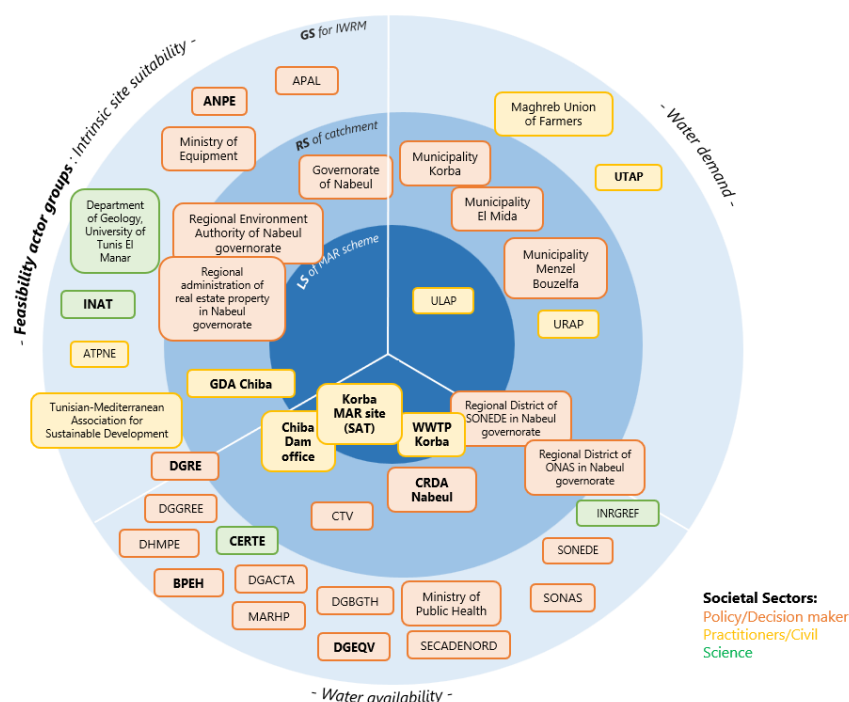 GS for IWRM
- Feasibility actor groups : Intrinsic site suitability -
- Water demand -
APAL
ANPE
Maghreb Union
of Farmers
Ministry of
Equipment
RS of catchment
Governorate
of Nabeul
Municipality
Korba
UTAP
Municipality
El Mida
Department
of Geology,
University of
Tunis El
Manar
Regional Environment
Authority of Nabeul
governorate
LS of MAR scheme
Municipality
Menzel
Bouzelfa
Regional
administration of
real estate property
in Nabeul
governorate
INAT
ULAP
URAP
ATPNE
GDA Chiba
Tunisian-Mediterranean
Association for
Sustainable Development
Korba
MAR site
(SAT)
Chiba
Dam
office
WWTP
Korba
Regional District of
SONEDE in Nabeul
governorate
Regional District of
ONAS in Nabeul
governorate
DGRE
CRDA
Nabeul
DGGREE
CTV
INRGREF
DHMPE
CERTE
SONEDE
BPEH
DGACTA
MARHP
DGBGTH
Ministry of
Public Health
SONAS
DGEQV
SECADENORD
- Water availability -
Societal Sectors:
Policy/Decision maker
Practitioners/Civil
Science